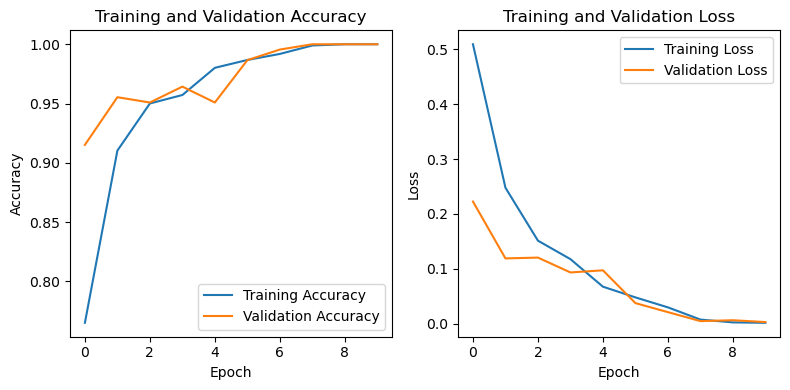 Training and Validation Accuracy
1.00
0.95
0.90
0.85
0.80
Accuracy
Training Accuracy
Validation Accuracy
0 2 4 6 8
Epoch
Training and Validation Loss
0.5
0.4
0.3
0.2
0.1
0.0
Loss
Training Loss
Validation Loss
0 2 4 6 8
Epoch